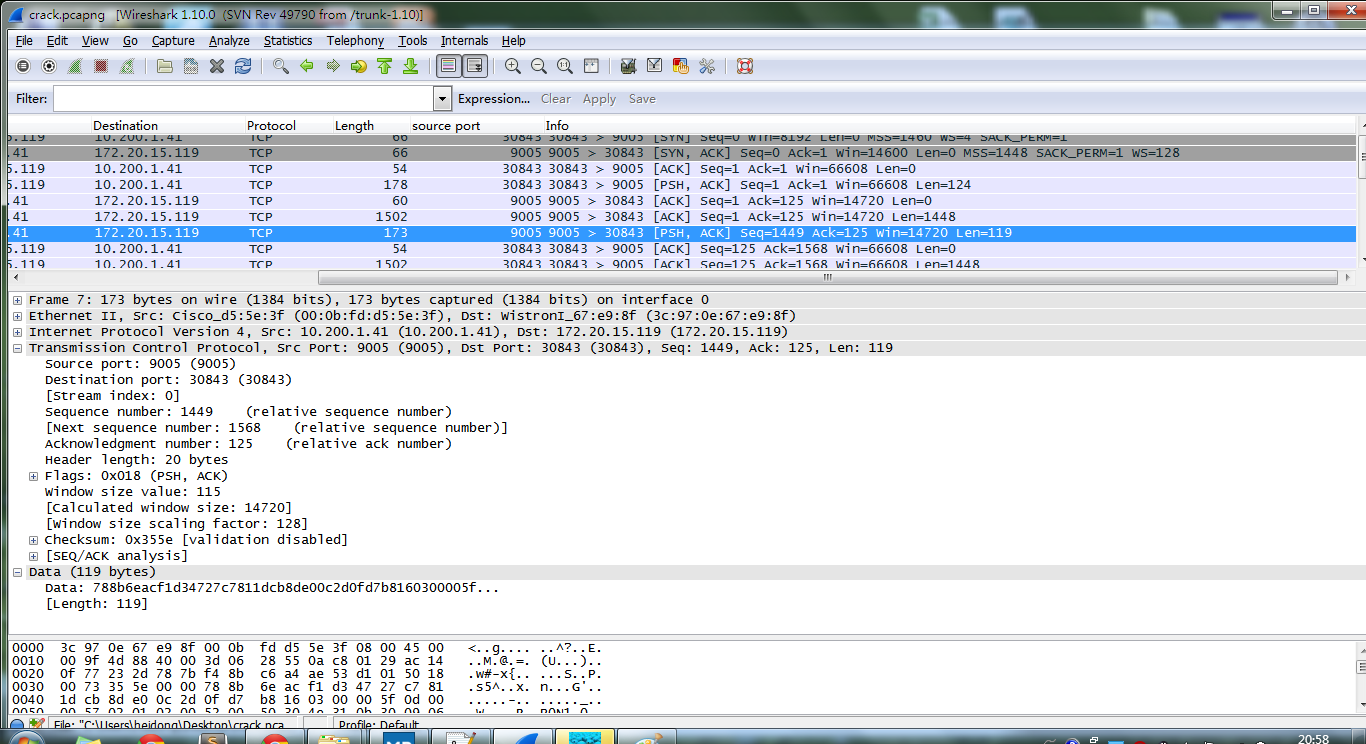 crack.pcapng [Wireshark 1.10.0 (SVN Rev 49790 from /trunk-1.10)]
File Edit View Go Capture Analyze Statistics Telephony Tools Internals Help
Filter: Expression... Clear Apply Save
Destination Protocol Length source port Info
5.119 10.200.1.41 TCP 66 30843 30843 > 9005 [SYN] Seq=0 Win=8192 Len=0 MSS=1460 WS=4 SACK_PERM=1
.41 172.20.15.119 TCP 66 9005 9005 > 30843 [SYN, ACK] Seq=0 Ack=1 Win=14600 Len=0 MSS=1448 SACK_PERM=1 WS=128
5.119 10.200.1.41 TCP 54 30843 30843 > 9005 [ACK] Seq=1 Ack=1 Win=66608 Len=0
5.119 10.200.1.41 TCP 178 30843 30843 > 9005 [PSH, ACK] Seq=1 Ack=1 Win=66608 Len=124
.41 172.20.15.119 TCP 60 9005 9005 > 30843 [ACK] Seq=1 Ack=125 Win=14720 Len=0
.41 172.20.15.119 TCP 1502 9005 9005 > 30843 [ACK] Seq=1 Ack=125 Win=14720 Len=1448
.41 172.20.15.119 TCP 173 9005 9005 > 30843 [PSH, ACK] Seq=1449 Ack=125 Win=14720 Len=119
5.119 10.200.1.41 TCP 54 30843 30843 > 9005 [ACK] Seq=125 Ack=1568 Win=66608 Len=0
5.119 10.200.1.41 TCP 1502 30843 30843 > 9005 [ACK] Seq=125 Ack=1568 Win=66608 Len=1448
Frame 7: 173 bytes on wire (1384 bits), 173 bytes captured (1384 bits) on interface 0
Ethernet II, Src: Cisco_d5:5e:3f (00:0b:fd:d5:5e:3f), Dst: WistronI_67:e9:8f (3c:97:0e:67:e9:8f)
Internet Protocol Version 4, Src: 10.200.1.41 (10.200.1.41), Dst: 172.20.15.119 (172.20.15.119)
Transmission Control Protocol, Src Port: 9005 (9005), Dst Port: 30843 (30843), Seq: 1449, Ack: 125, Len: 119
Source port: 9005 (9005)
Destination port: 30843 (30843)
[Stream index: 0]
Sequence number: 1449 (relative sequence number)
[Next sequence number: 1568 (relative sequence number)]
Acknowledgment number: 125 (relative ack number)
Header length: 20 bytes
Flags: 0x018 (PSH, ACK)
Window size value: 115
[Calculated window size: 14720]
[Window size scaling factor: 128]
Checksum: 0x355e [validation disabled]
[SEQ/ACK analysis]
Data (119 bytes)
Data: 788b6eacf1d34727c7811dcb8de00c2d0fd7b8160300005f...
[Length: 119]
0000 3c 97 0e 67 e9 8f 00 0b fd d5 5e 3f 08 00 45 00 <..g.... ..^?..E.
0010 00 9f 4d 88 40 00 3d 06 28 55 0a c8 01 29 ac 14 ..M.@.=. (U...)..
0020 0f 77 23 2d 78 7b f4 8b c6 a4 ae 53 d1 01 50 18 .w#-x{.. ...S..P.
0030 00 73 35 5e 00 00 78 8b 6e ac f1 d3 47 27 c7 81 .s5^..x. n...G'..
0040 1d cb 8d e0 0c 2d 0f d7 b8 16 03 00 00 5f 0d 00 .....-.. ....._..
0050 00 57 02 01 02 00 52 00 50 30 4e 31 0b 30 09 06
File: "C:\Users\heidong\Desktop\crack.pca Profile: Default
20:58